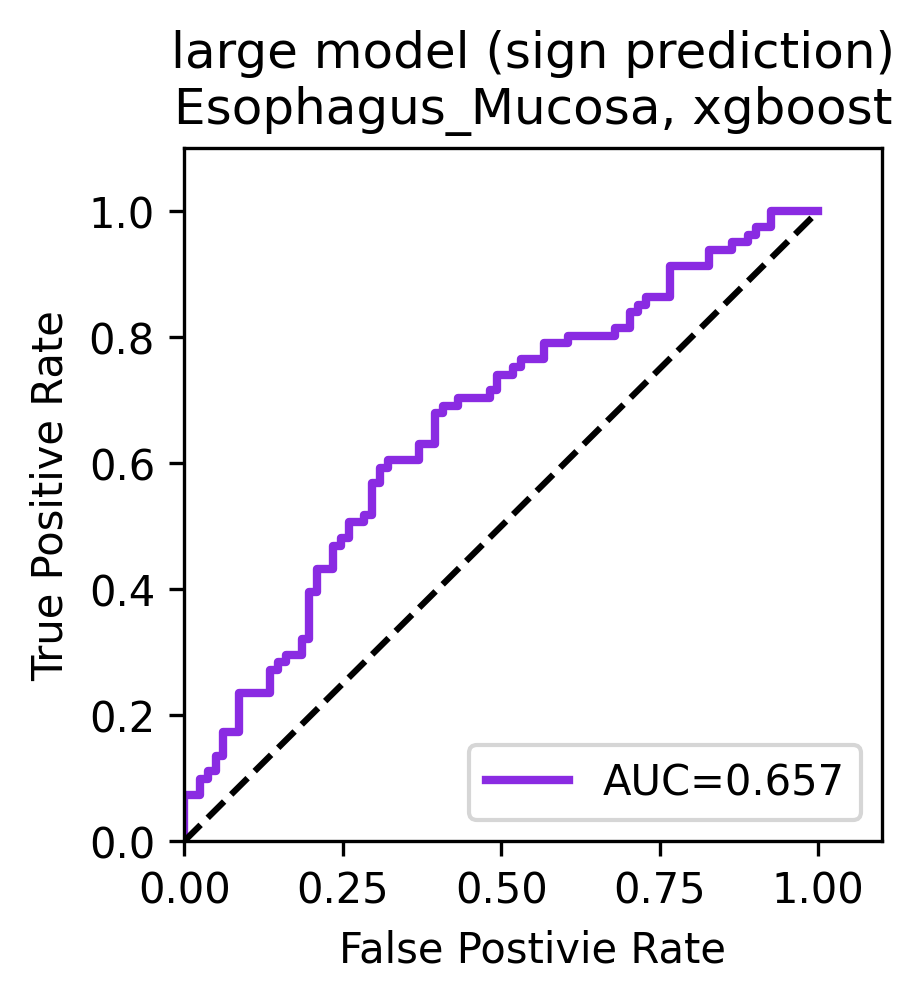 large model (sign prediction)
Esophagus_Mucosa, xgboost
1.0
0.8
0.6
0.4
0.2
0.0
True Positive Rate
AUC=0.657
0.00 0.25 0.50 0.75 1.00
False Postivie Rate